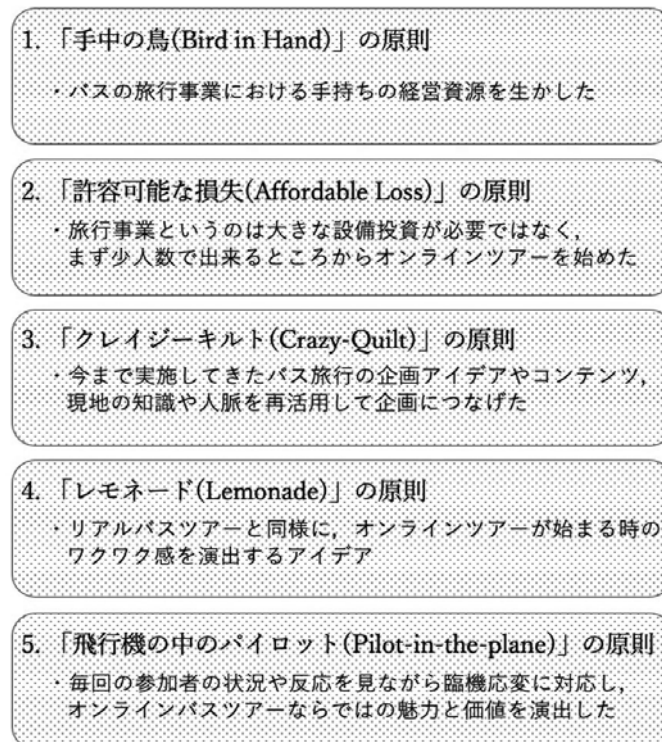 1. 「手中の鳥(Bird in Hand)」の原則
・バスの旅行事業における手持ちの経営資源を生かした
2. 「許容可能な損失(Affordable Loss)」の原則
・旅行事業というのは大きな設備投資が必要ではなく,
まず少人数で出来るところからオンラインツアーを始めた
3. 「クレイジーキルト(Crazy-Quilt)」の原則
・今まで実施してきたバス旅行の企画アイデアやコンテンツ,
現地の知識や人脈を再活用して企画につなげた
4. 「レモネード(Lemonade)」の原則
・リアルバスツアーと同様に, オンラインツアーが始まる時の
ワクワク感を演出するアイデア
5. 「飛行機の中のパイロット(Pilot-in-the-plane)」の原則
・毎回の参加者の状況や反応を見ながら臨機応変に対応し,
オンラインバスツアーならではの魅力と価値を演出した